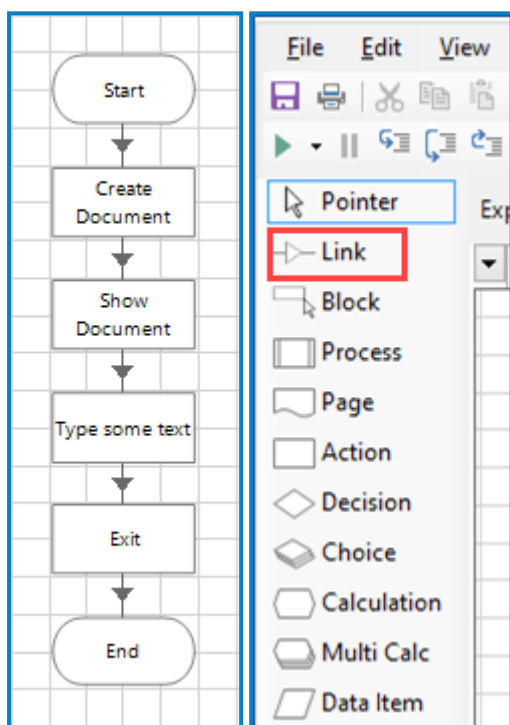 Start
Create
Document
Show
Document
Type some text
Exit
End
File Edit View
Pointer
Exp
Link
Block
Process
Page
Action
Decision
Choice
Calculation
Multi Calc
Data Item